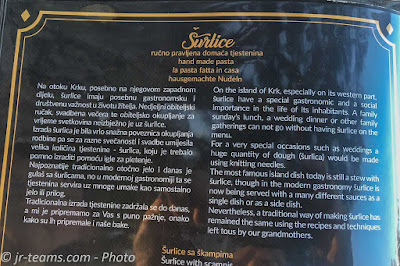 Šurlice
ručno pravljena domaća tjestenina
hand made pasta
la pasta fatta in casa
hausgemachte Nudeln
Na otoku Krku, posebno na njegovom zapadnom
dijelu, šurlice imaju posebnu gastronomsku i
društvenu važnost u životu žitelja. Nedjeljni obiteljski
ručak, svadbena večera te obiteljsko okupljanje za
vrijeme svetkovina neizbježno je uz šurlice.
Izrada šurlica je bila vrlo snažna poveznica okupljanja
rodbine pa se za razne svečanosti i svadbe umijesila
velika količina tjestenina - šurlica, koju je trebalo
pomno izraditi pomoću igle za pletenje.
Najpoznatije tradicionalno otočno jelo i danas je
gulaš sa šurlicama, no u modernoj gastronomiji ta se
tjestenina servira uz mnoge umake kao samostalno
jelo ili prilog.
Tradicionalna izrada tjestenine zadržala se do danas,
a mi je pripremamo za Vas s puno pažnje, onako
kako su ih pripremale i naše bake.
On the island of Krk, especially on its western part,
šurlice have a special gastronomic and a social
importance in the life of its inhabitants. A family
sunday's lunch, a wedding dinner or other family
gatherings can not go without having šurlice on the
menu.
For a very special occasions such as weddings a
huge quantity of dough (šurlica) would be made
using knitting needles.
The most famous island dish today is still a stew with
šurlice, though in the modern gastronomy šurlice is
now being served with a many different sauces as a
single dish or as a side dish.
Nevertheless, a traditional way of making šurlice has
remained the same using the recipes and techniques
left tous by our grandmothers.
Šurlice sa škampima
Šurlice with scampis
© jr-teams.com - Photo